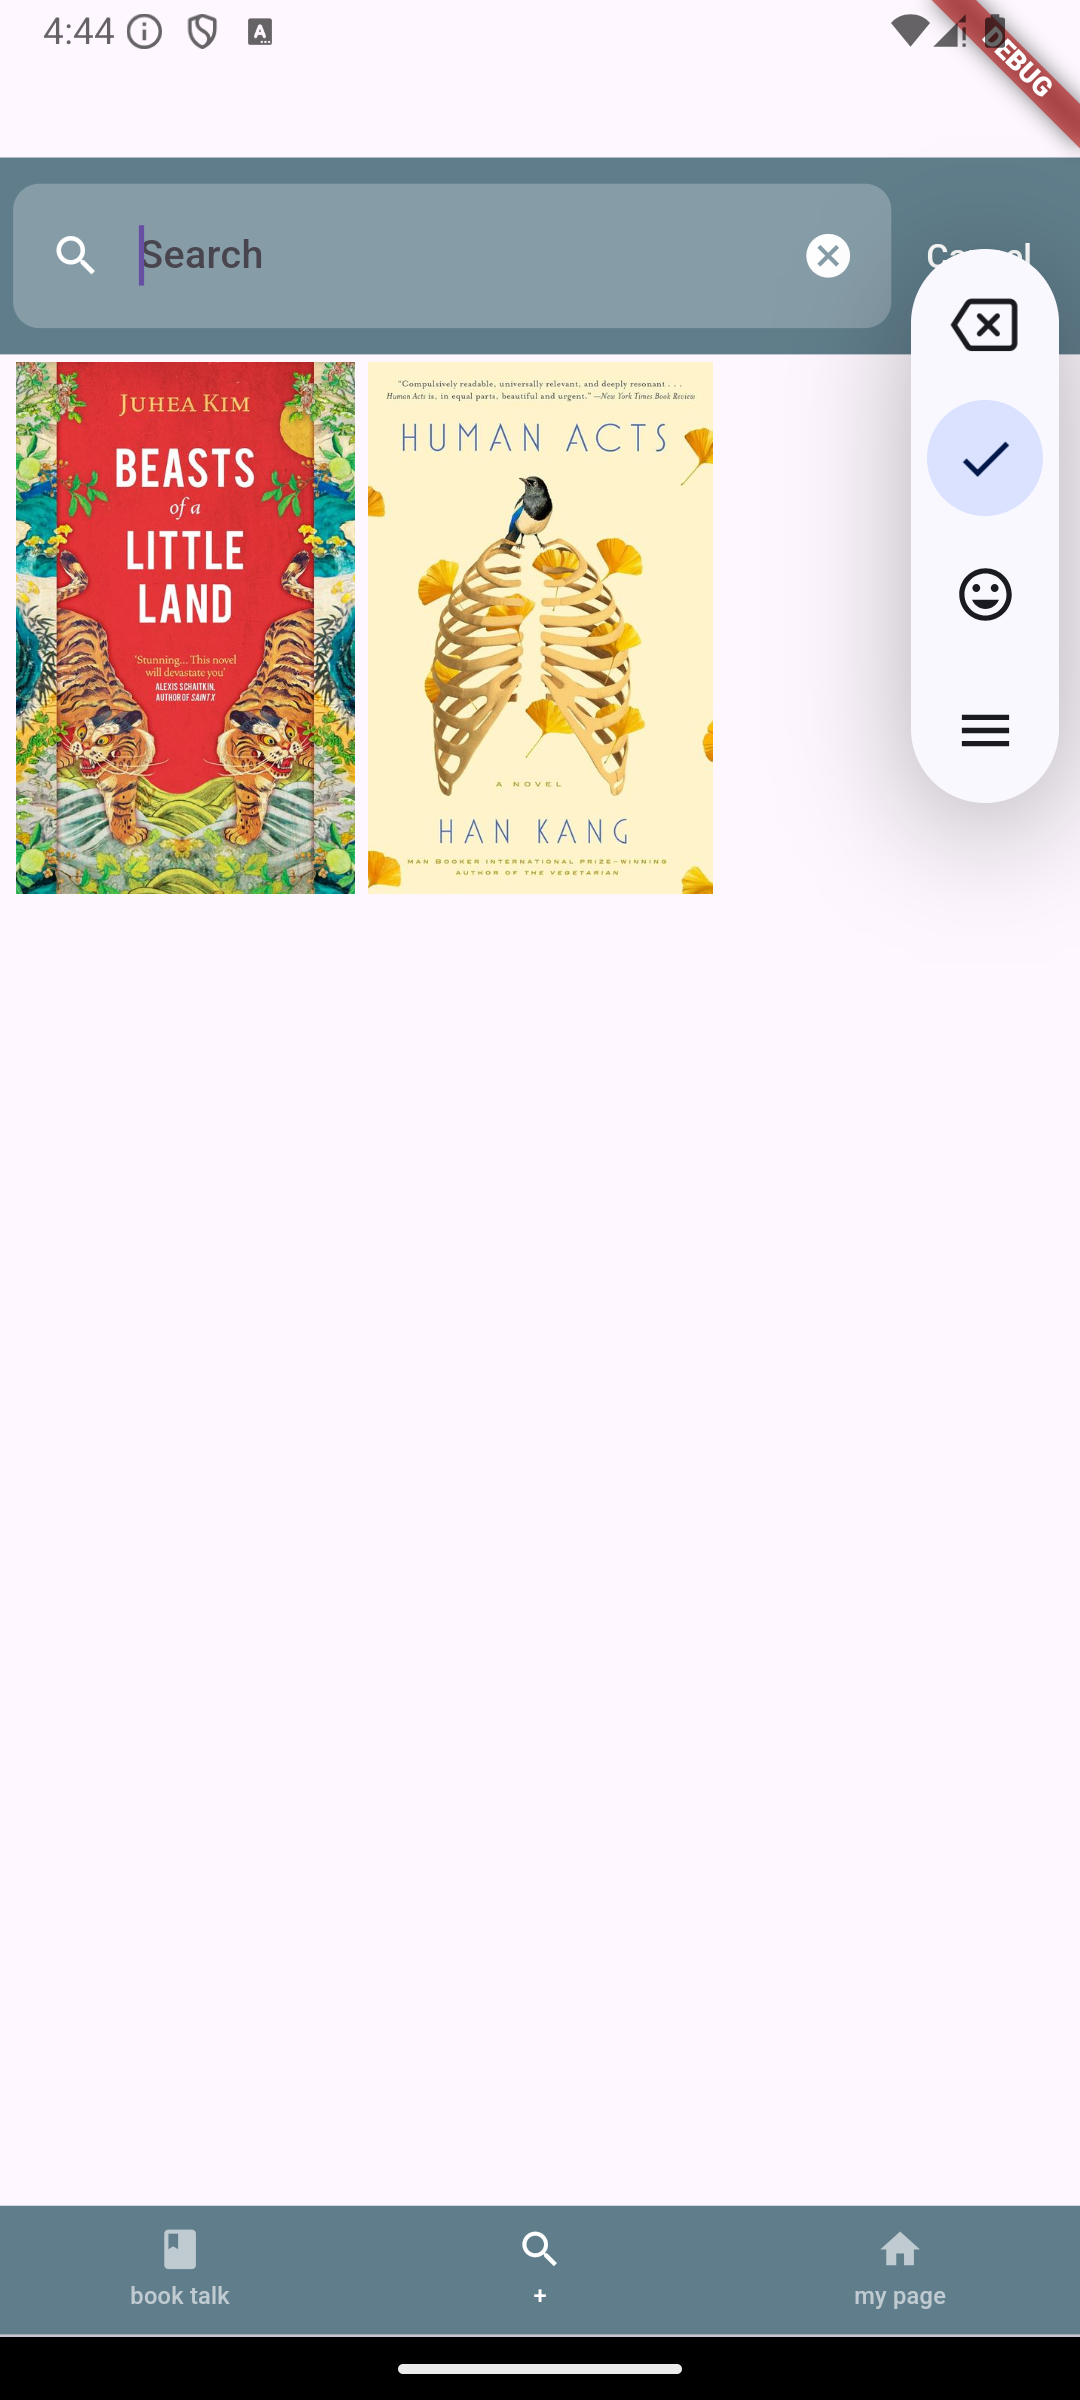 4:44
DEBUG
Search
JUHEA KIM
BEASTS
of a
LITTLE
LAND
'Stunning... This novel
will devastate you'
ALEXIS SCHAITKIN,
AUTHOR OF SAINT X
"Compulsively readable, universally relevant, and deeply resonant . . .
Human Acts is, in equal parts, beautiful and urgent." —New York Times Book Review
HUMAN ACTS
A NOVEL
HAN KANG
MAN BOOKER INTERNATIONAL PRIZE–WINNING
AUTHOR OF THE VEGETARIAN
book talk
+
my page